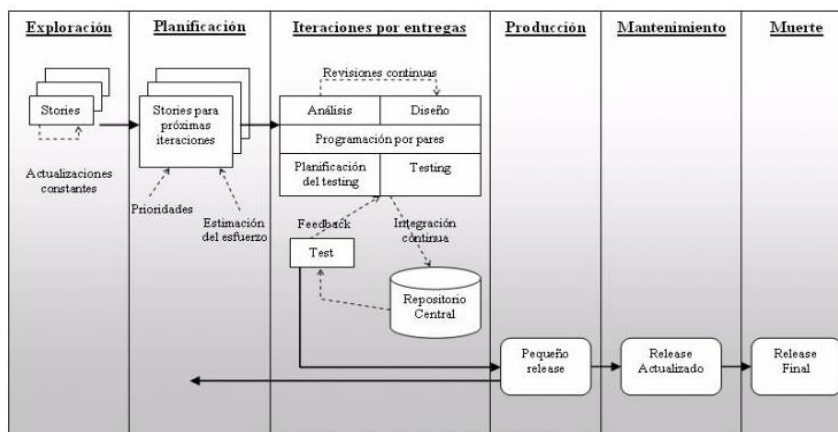 Exploración
Planificación
Iteraciones por entregas
Producción
Mantenimiento
Muerte
Stories
Actualizaciones
constantes
Stories para
próximas
iteraciones
Prioridades
Estimación
del esfuerzo
Revisiones continuas
Análisis
Diseño
Programación por pares
Planificación
del testing
Testing
Feedback
Integración
continua
Test
Repositorio
Central
Pequeño
release
Release
Actualizado
Release
Final